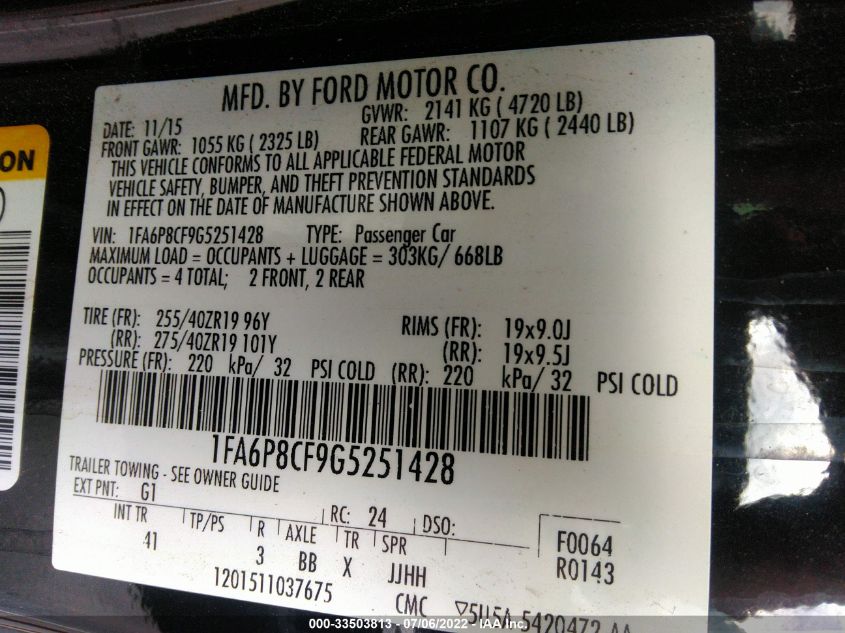 MFD. BY FORD MOTOR CO.
DATE: 11/15 GVWR: 2141 KG ( 4720 LB)
FRONT GAWR: 1055 KG ( 2325 LB) REAR GAWR: 1107 KG ( 2440 LB)
THIS VEHICLE CONFORMS TO ALL APPLICABLE FEDERAL MOTOR
VEHICLE SAFETY, BUMPER, AND THEFT PREVENTION STANDARDS
IN EFFECT ON THE DATE OF MANUFACTURE SHOWN ABOVE.
VIN: 1FA6P8CF9G5251428 TYPE: Passenger Car
MAXIMUM LOAD = OCCUPANTS + LUGGAGE = 303KG/ 668LB
OCCUPANTS = 4 TOTAL; 2 FRONT, 2 REAR
TIRE (FR): 255/40ZR19 96Y RIMS (FR): 19x9.0J
(RR): 275/40ZR19 101Y (RR): 19x9.5J
PRESSURE (FR): 220 kPa/ 32 PSI COLD (RR): 220 kPa/ 32 PSI COLD
1FA6P8CF9G5251428
TRAILER TOWING - SEE OWNER GUIDE
EXT PNT: G1 RC: 24 DSO:
INT TR TP/PS R AXLE TR SPR F0064
41 3 BB X JJHH R0143
1201511037675 CMC
ON
000-33503813 - 07/06/2022 - IAA Inc.